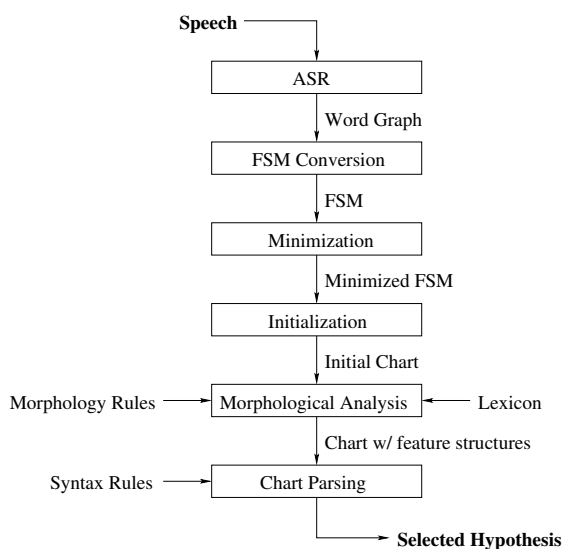 Speech
ASR
Word Graph
FSM Conversion
FSM
Minimization
Minimized FSM
Initialization
Initial Chart
Morphology Rules
Morphological Analysis
Lexicon
Chart w/ feature structures
Syntax Rules
Chart Parsing
Selected Hypothesis